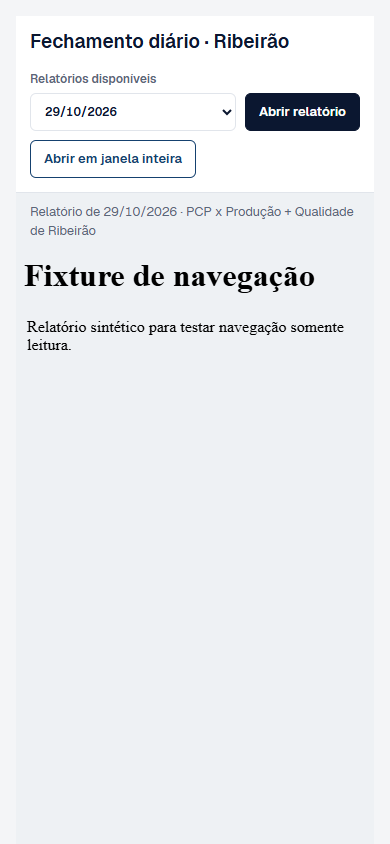 Fechamento diário · Ribeirão
Relatórios disponíveis
29/10/2026
Abrir relatório
Abrir em janela inteira
Relatório de 29/10/2026 · PCP x Produção + Qualidade
de Ribeirão
Fixture de navegação
Relatório sintético para testar navegação somente
leitura.